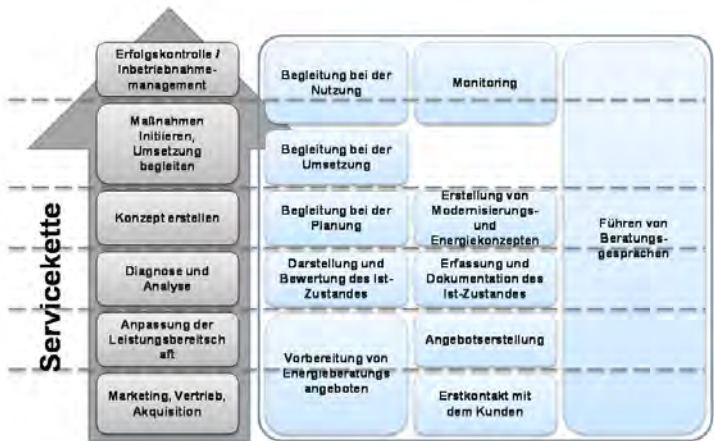 Servicekette
Erfolgskontrolle /
Inbetriebnahme-
management
Maßnahmen
Initiieren,
Umsetzung
begleiten
Konzept erstellen
Diagnose und
Analyse
Anpassung der
Leistungsbereitsch
aft
Marketing, Vertrieb,
Akquisition
Begleitung bei der
Nutzung
Begleitung bei der
Umsetzung
Begleitung bei der
Planung
Darstellung und
Bewertung des Ist-
Zustandes
Vorbereitung von
Energieberatungs
angeboten
Monitoring
Erstellung von
Modernisierungs-
und
Energiekonzepten
Erfassung und
Dokumentation des
Ist-Zustandes
Angebotserstellung
Erstkontakt mit
dem Kunden
Führen von
Beratungs-
gesprächen